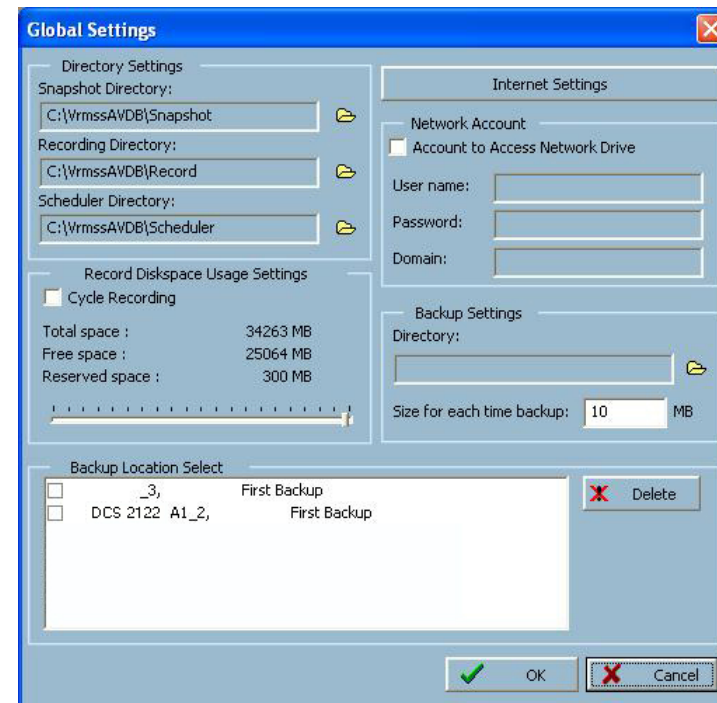 Global Settings
Directory Settings
Snapshot Directory:
C:\VrmssAVDB\Snapshot
Recording Directory:
C:\VrmssAVDB\Record
Scheduler Directory:
C:\VrmssAVDB\Scheduler
Record Diskspace Usage Settings
Cycle Recording
Total space : 34263 MB
Free space : 25064 MB
Reserved space : 300 MB
Internet Settings
Network Account
Account to Access Network Drive
User name:
Password:
Domain:
Backup Settings
Directory:
Size for each time backup: 10 MB
Backup Location Select
_3, First Backup
DCS 2122 A1_2, First Backup
Delete
OK
Cancel